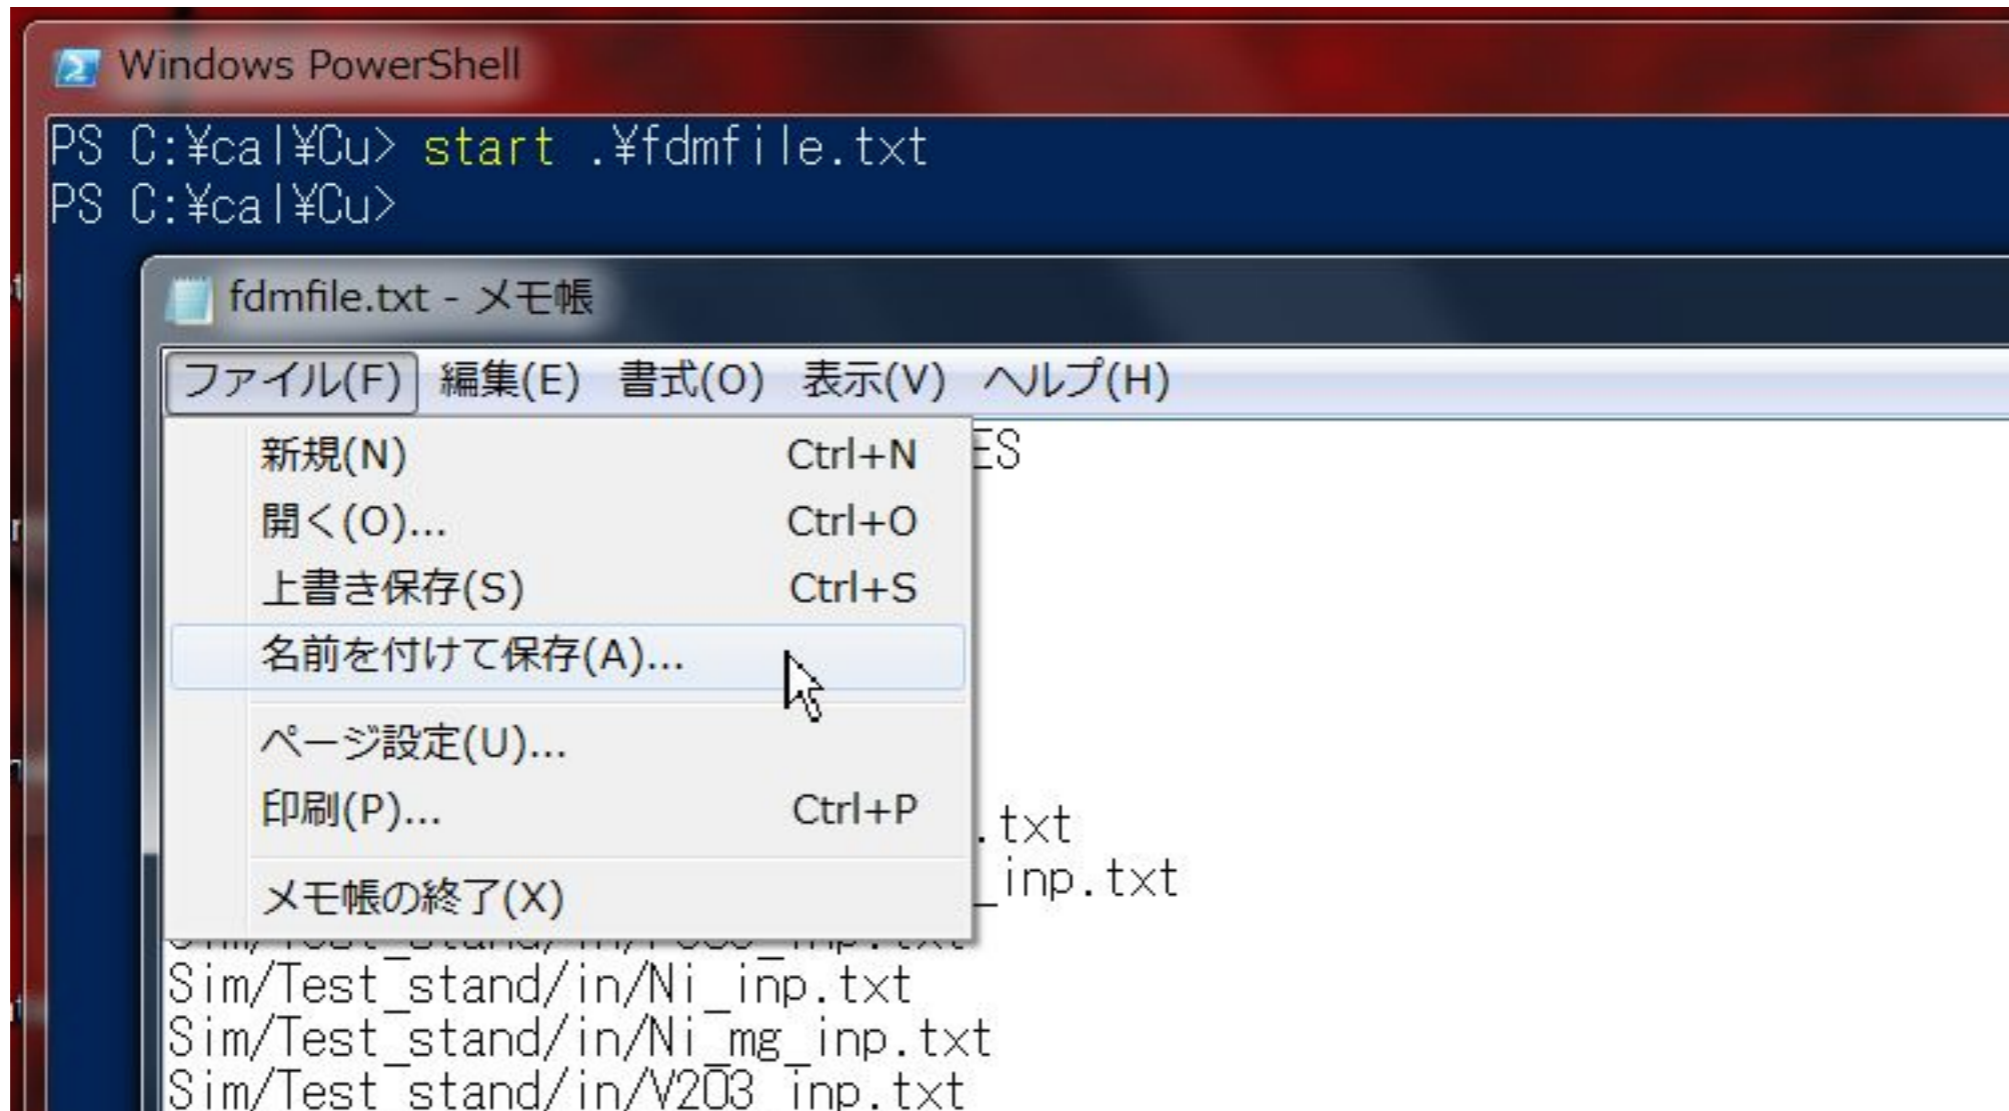 Windows PowerShell
PS C:¥cal¥Cu> start .¥fdmfile.txt
PS C:¥cal¥Cu>
fdmfile.txt - メモ帳
ファイル(F) 編集(E) 書式(O) 表示(V) ヘルプ(H)
新規(N) Ctrl+N
開く(O)... Ctrl+O
上書き保存(S) Ctrl+S
名前を付けて保存(A)...
ページ設定(U)...
印刷(P)... Ctrl+P
メモ帳の終了(X)
ES
.txt
_inp.txt
Sim/Test_stand/in/Ni_inp.txt
Sim/Test_stand/in/Ni_mg_inp.txt
Sim/Test_stand/in/V2O3_inp.txt